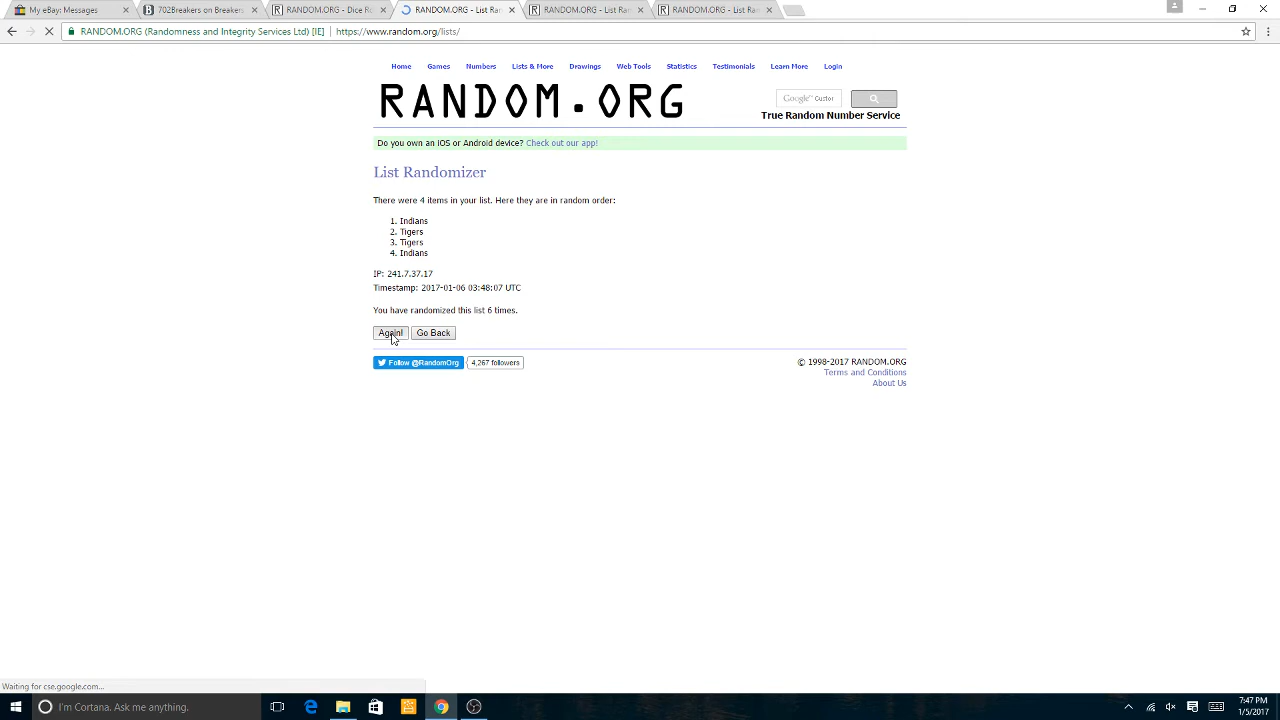 My eBay Messages
702Breakers on Breakers
RANDOM.ORG - Dice Ro
RANDOM.ORG - List Ran
RANDOM.ORG - List Ran
RANDOM.ORG - List Ran
RANDOM.ORG (Randomness and Integrity Services Ltd) [IE]
https://www.random.org/lists/
Home Games Numbers Lists & More Drawings Web Tools Statistics Testimonials Learn More Login
RANDOM.ORG
Google™ Custor
True Random Number Service
Do you own an iOS or Android device? Check out our app!
List Randomizer
There were 4 items in your list. Here they are in random order:
1. Indians
2. Tigers
3. Tigers
4. Indians
IP: 241.7.37.17
Timestamp: 2017-01-06 03:48:07 UTC
You have randomized this list 6 times.
Again! Go Back
Follow @RandomOrg 4,267 followers
© 1998-2017 RANDOM.ORG
Terms and Conditions
About Us
Waiting for cse.google.com...
I'm Cortana. Ask me anything.
7:47 PM
1/5/2017